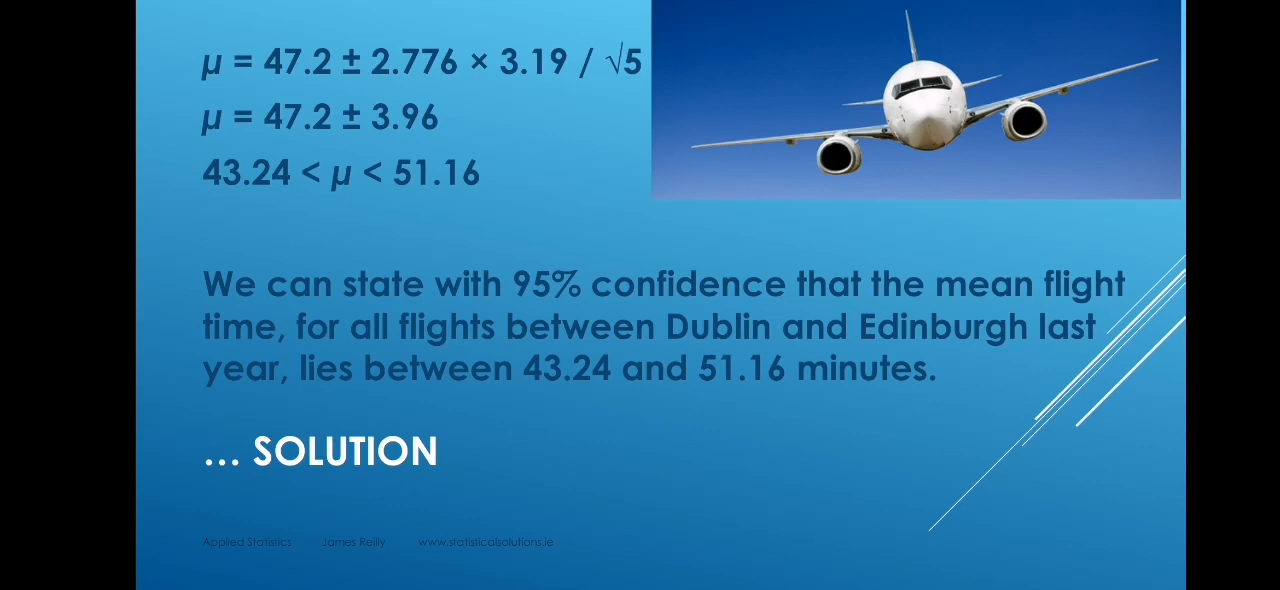 μ = 47.2 ± 2.776 × 3.19 / √5
μ = 47.2 ± 3.96
43.24 < μ < 51.16
We can state with 95% confidence that the mean flight
time, for all flights between Dublin and Edinburgh last
year, lies between 43.24 and 51.16 minutes.
... SOLUTION
Applied Statistics James Reilly www.statisticalsolutions.ie